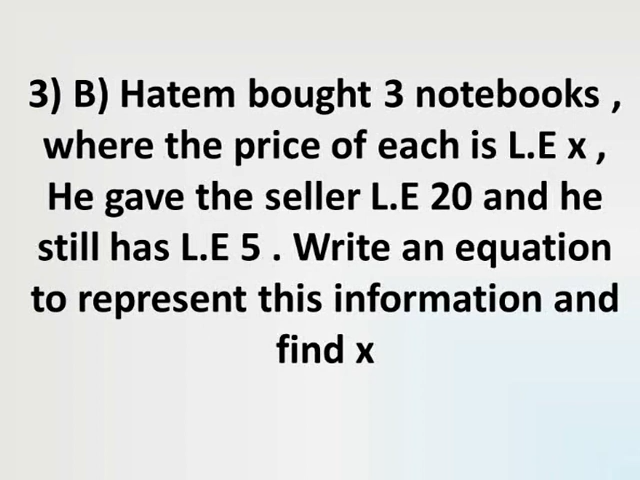 3) B) Hatem bought 3 notebooks ,
where the price of each is L.E x ,
He gave the seller L.E 20 and he
still has L.E 5 . Write an equation
to represent this information and
find x